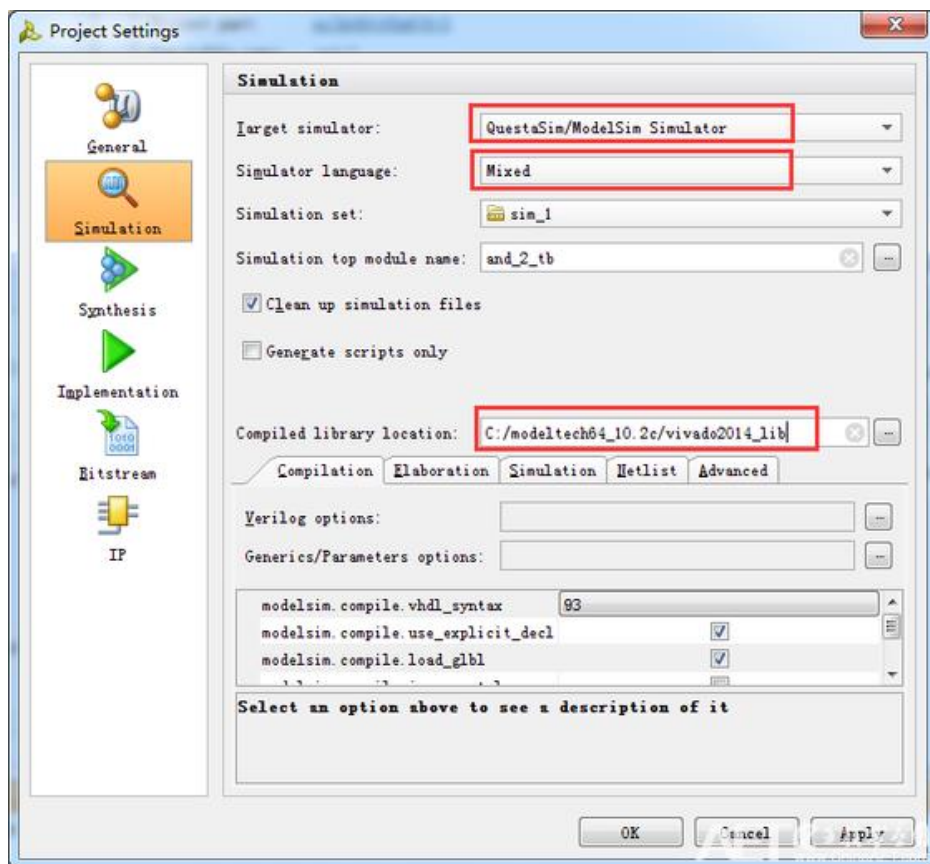 Project Settings
General
Simulation
Synthesis
Implementation
Bitstream
IP
Simulation
Target simulator: QuestaSim/ModelSim Simulator
Simulator language: Mixed
Simulation set: sim_1
Simulation top module name: and_2_tb
Clean up simulation files
Generate scripts only
Compiled library location: C:/modeltech64_10.2c/vivado2014_lib
Compilation Elaboration Simulation Netlist Advanced
Verilog options:
Generics/Parameters options:
modelsim.compile.vhdl_syntax 93
modelsim.compile.use_explicit_decl
modelsim.compile.load_glbl
Select an option above to see a description of it
OK Cancel Apply